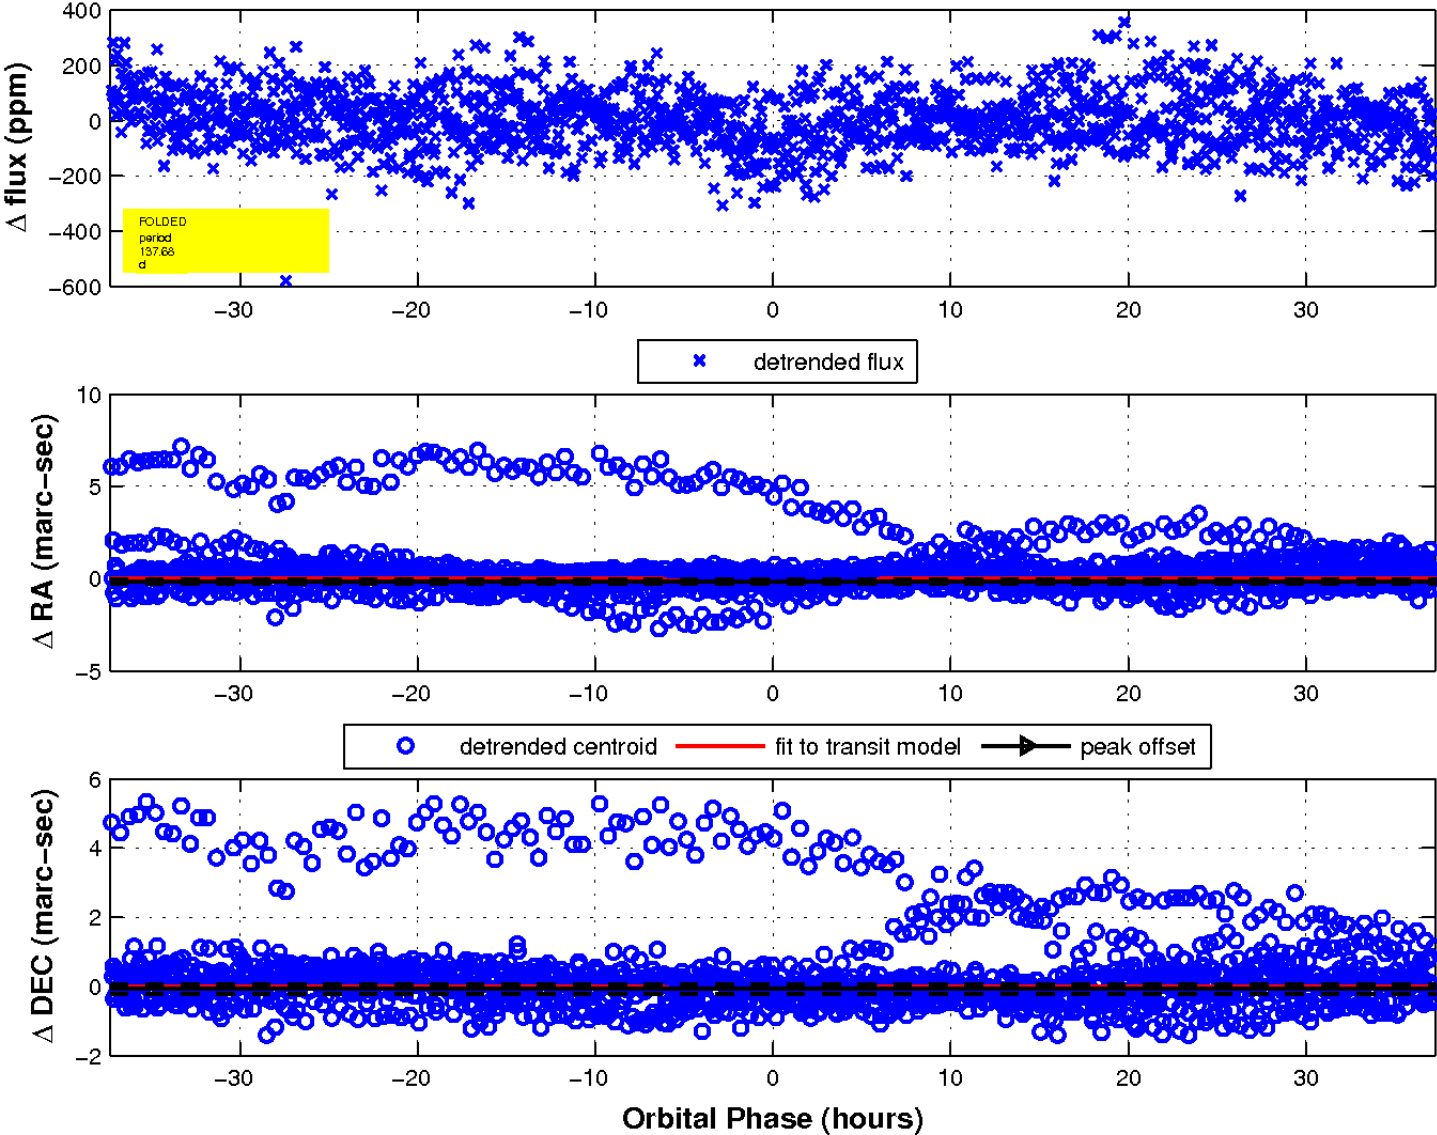 400
200
0
−200
−400
−600
Δ flux (ppm)
FOLDED
period
137.68
d
−30 −20 −10 0 10 20 30
detrended flux
10
5
0
−5
Δ RA (marc−sec)
−30 −20 −10 0 10 20 30
detrended centroid fit to transit model peak offset
6
4
2
0
−2
Δ DEC (marc−sec)
−30 −20 −10 0 10 20 30
Orbital Phase (hours)